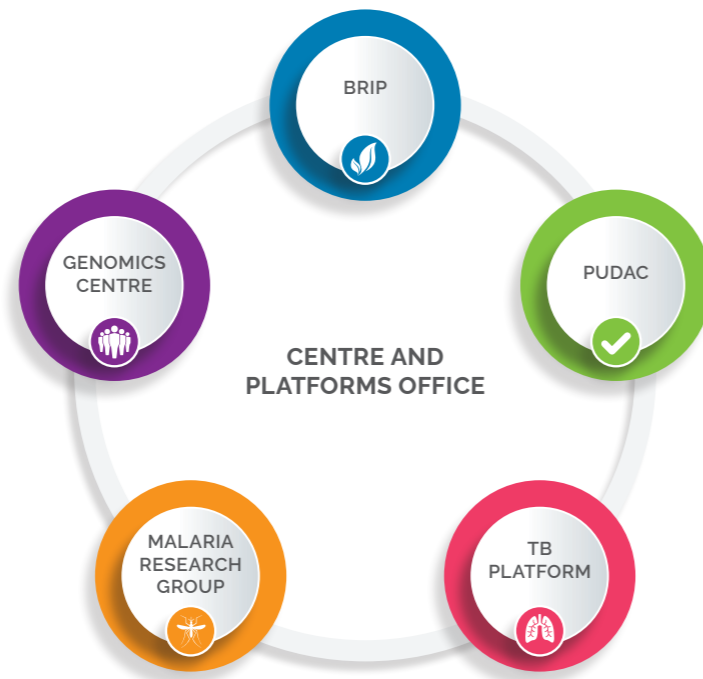 BRIP
GENOMICS
CENTRE
PUDAC
CENTRE AND
PLATFORMS OFFICE
MALARIA
RESEARCH
GROUP
TB
PLATFORM